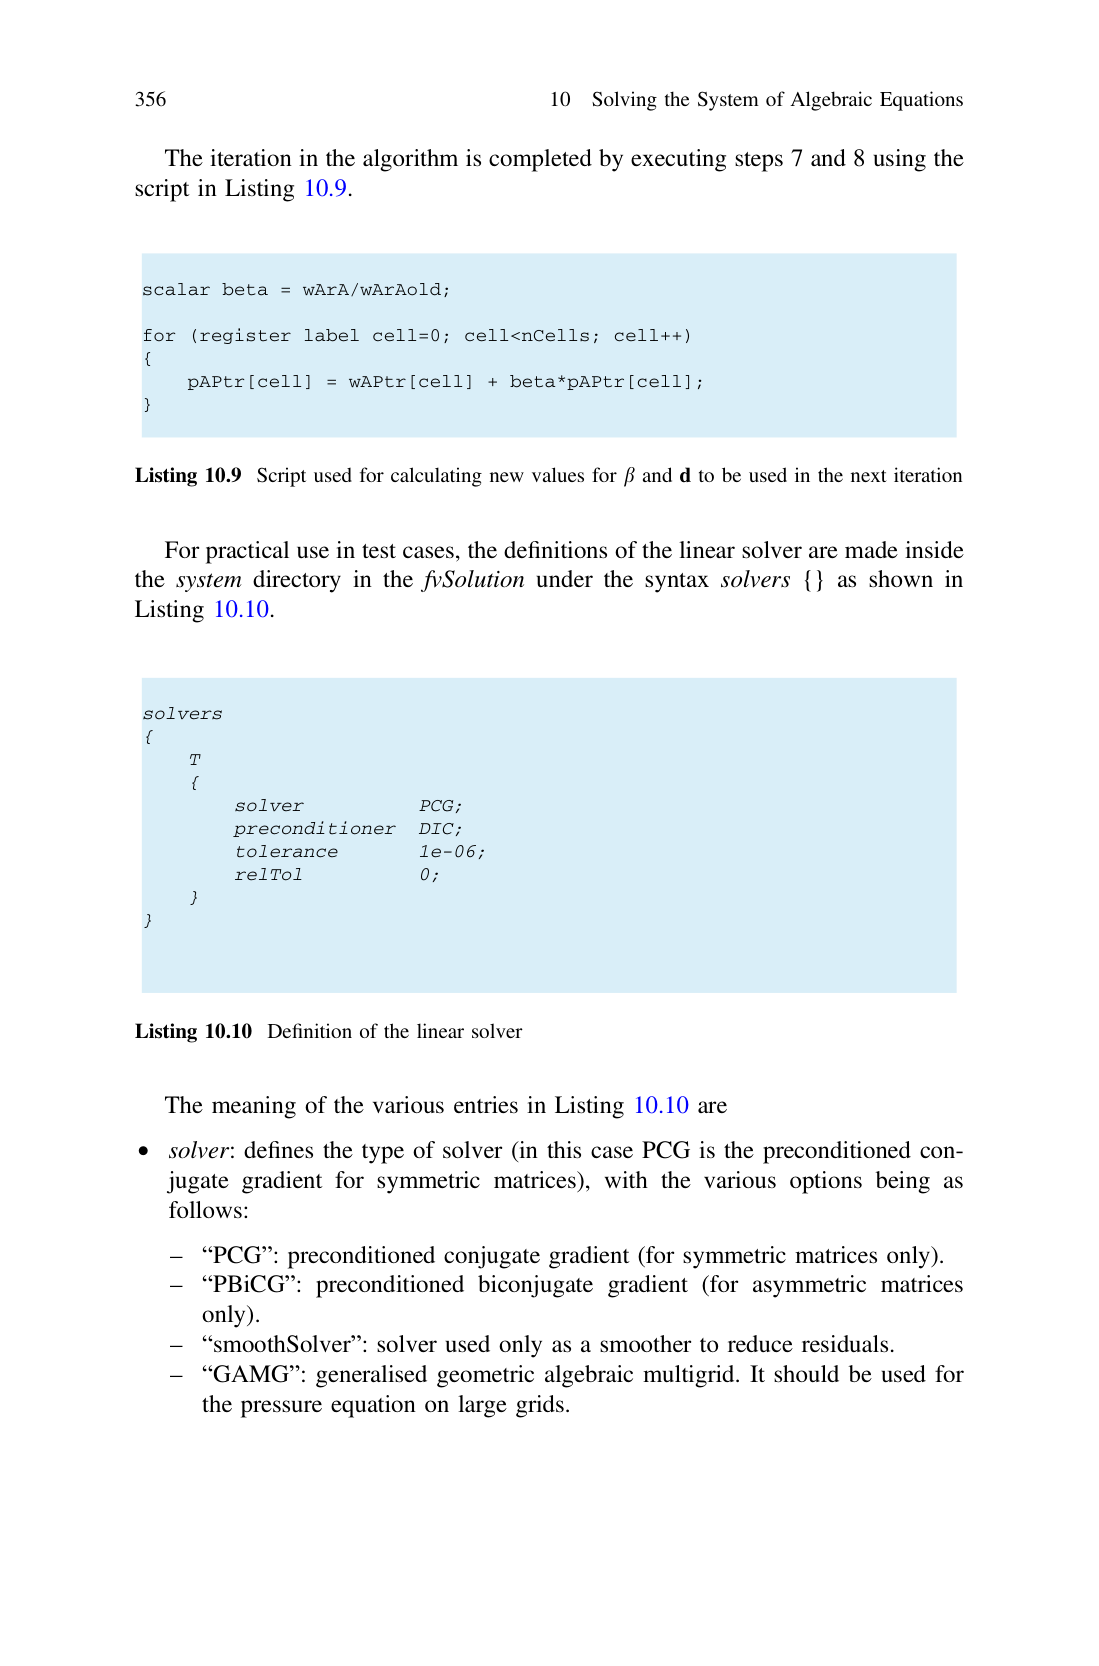 356 10 Solving the System of Algebraic Equations
The iteration in the algorithm is completed by executing steps 7 and 8 using the
script in Listing 10.9.
scalar beta = wArA/wArAold;
for (register label cell=0; cell<nCells; cell++)
{
    pAPtr[cell] = wAPtr[cell] + beta*pAPtr[cell];
}
Listing 10.9 Script used for calculating new values for β and d to be used in the next iteration
For practical use in test cases, the definitions of the linear solver are made inside
the system directory in the fvSolution under the syntax solvers {} as shown in
Listing 10.10.
solvers
{
    T
    {
        solver PCG;
        preconditioner DIC;
        tolerance 1e-06;
        relTol 0;
    }
}
Listing 10.10 Definition of the linear solver
The meaning of the various entries in Listing 10.10 are
• solver: defines the type of solver (in this case PCG is the preconditioned con-
jugate gradient for symmetric matrices), with the various options being as
follows:
– “PCG”: preconditioned conjugate gradient (for symmetric matrices only).
– “PBiCG”: preconditioned biconjugate gradient (for asymmetric matrices
only).
– “smoothSolver”: solver used only as a smoother to reduce residuals.
– “GAMG”: generalised geometric algebraic multigrid. It should be used for
the pressure equation on large grids.